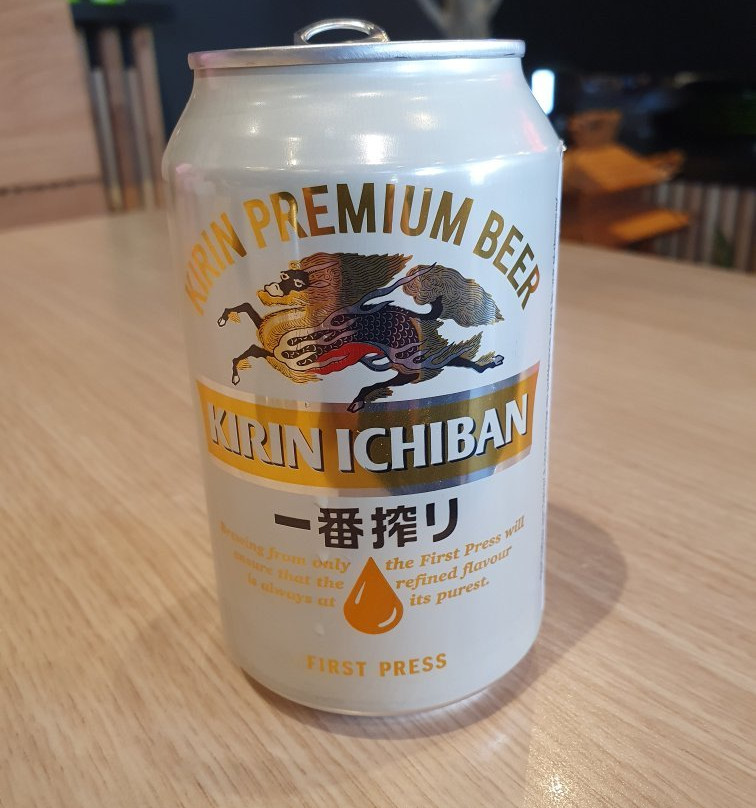 KIRIN PREMIUM BEER
KIRIN ICHIBAN
一番搾り
Brewing from only the First Press will
ensure that the refined flavour
is always at its purest.
FIRST PRESS